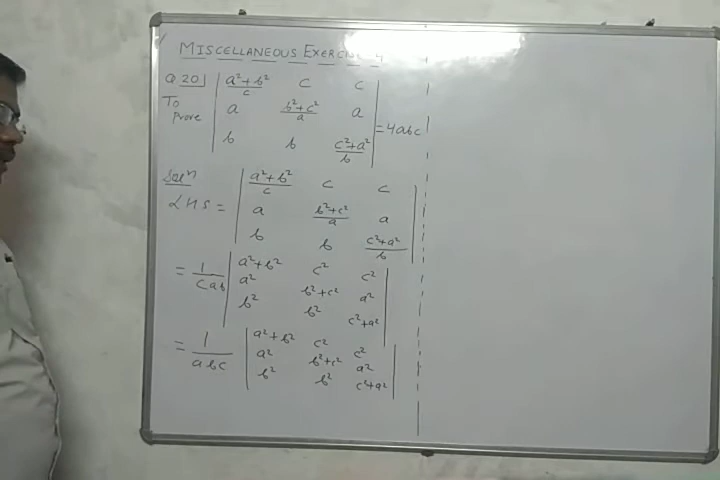 MISCELLANEOUS EXERCI 4
Q.20] | (a²+b²)/c c c |
To Prove | a (b²+c²)/a a | = 4abc
| b b (c²+a²)/b |
Solⁿ
LHS = | (a²+b²)/c c c |
| a (b²+c²)/a a |
| b b (c²+a²)/b |
= 1/cab | a²+b² c² c² |
| a² b²+c² a² |
| b² b² c²+a² |
= 1/abc | a²+b² c² c² |
| a² b²+c² a² |
| b² b² c²+a² |